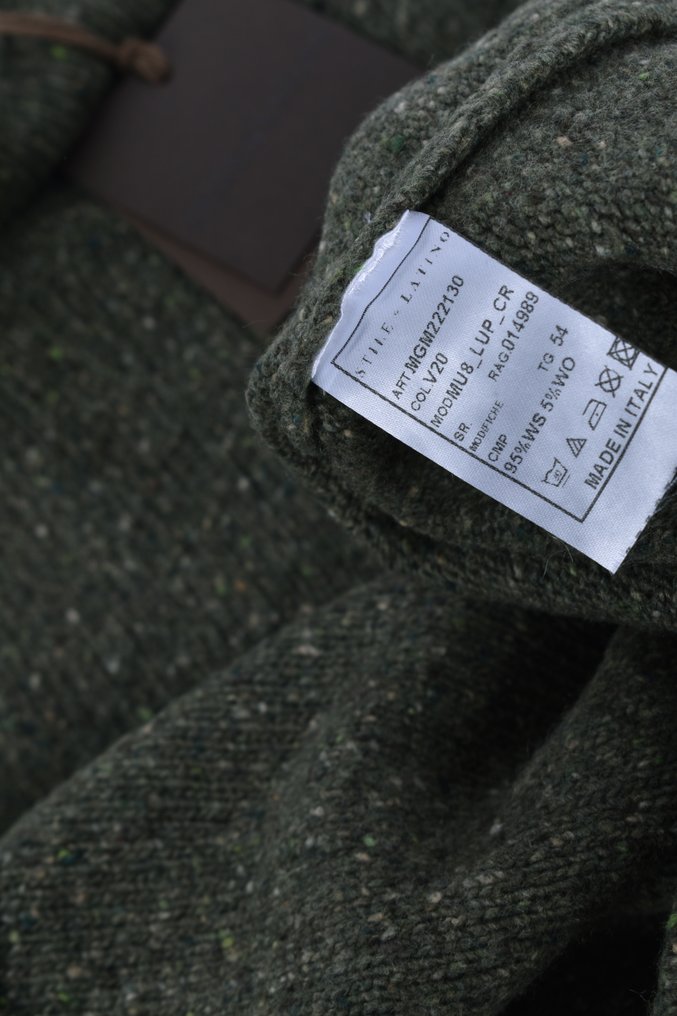 STILE LATINO
ART MGM222130
COL V20
MOD MU8_LUP_CR
SR RAG.014989
MODIFICHE
CMP TG 54
95%WS 5%WO
MADE IN ITALY